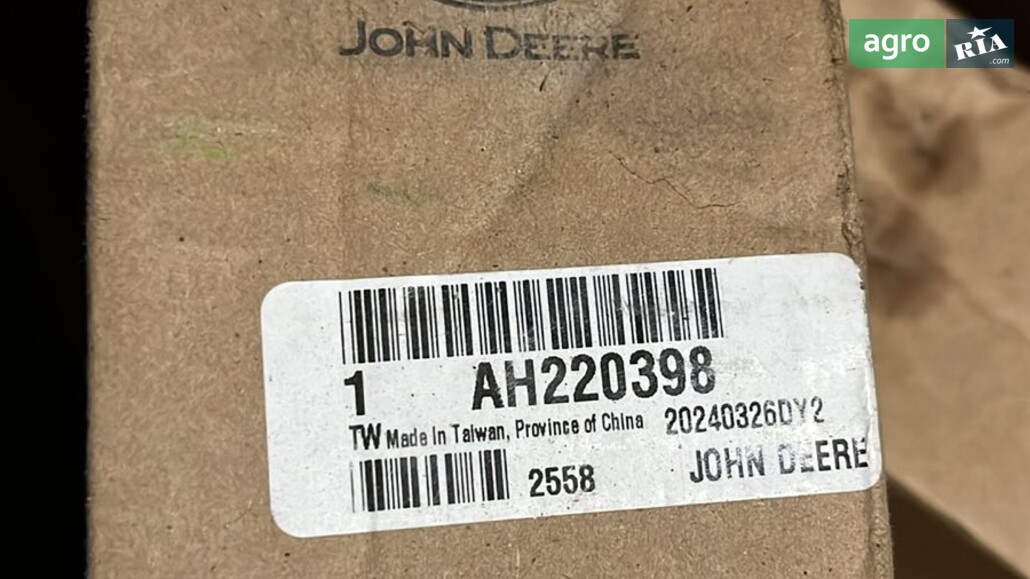 JOHN DEERE
agro RIA
.com
1 AH220398
TW Made In Taiwan, Province of China 20240326DY2
2558 JOHN DEERE